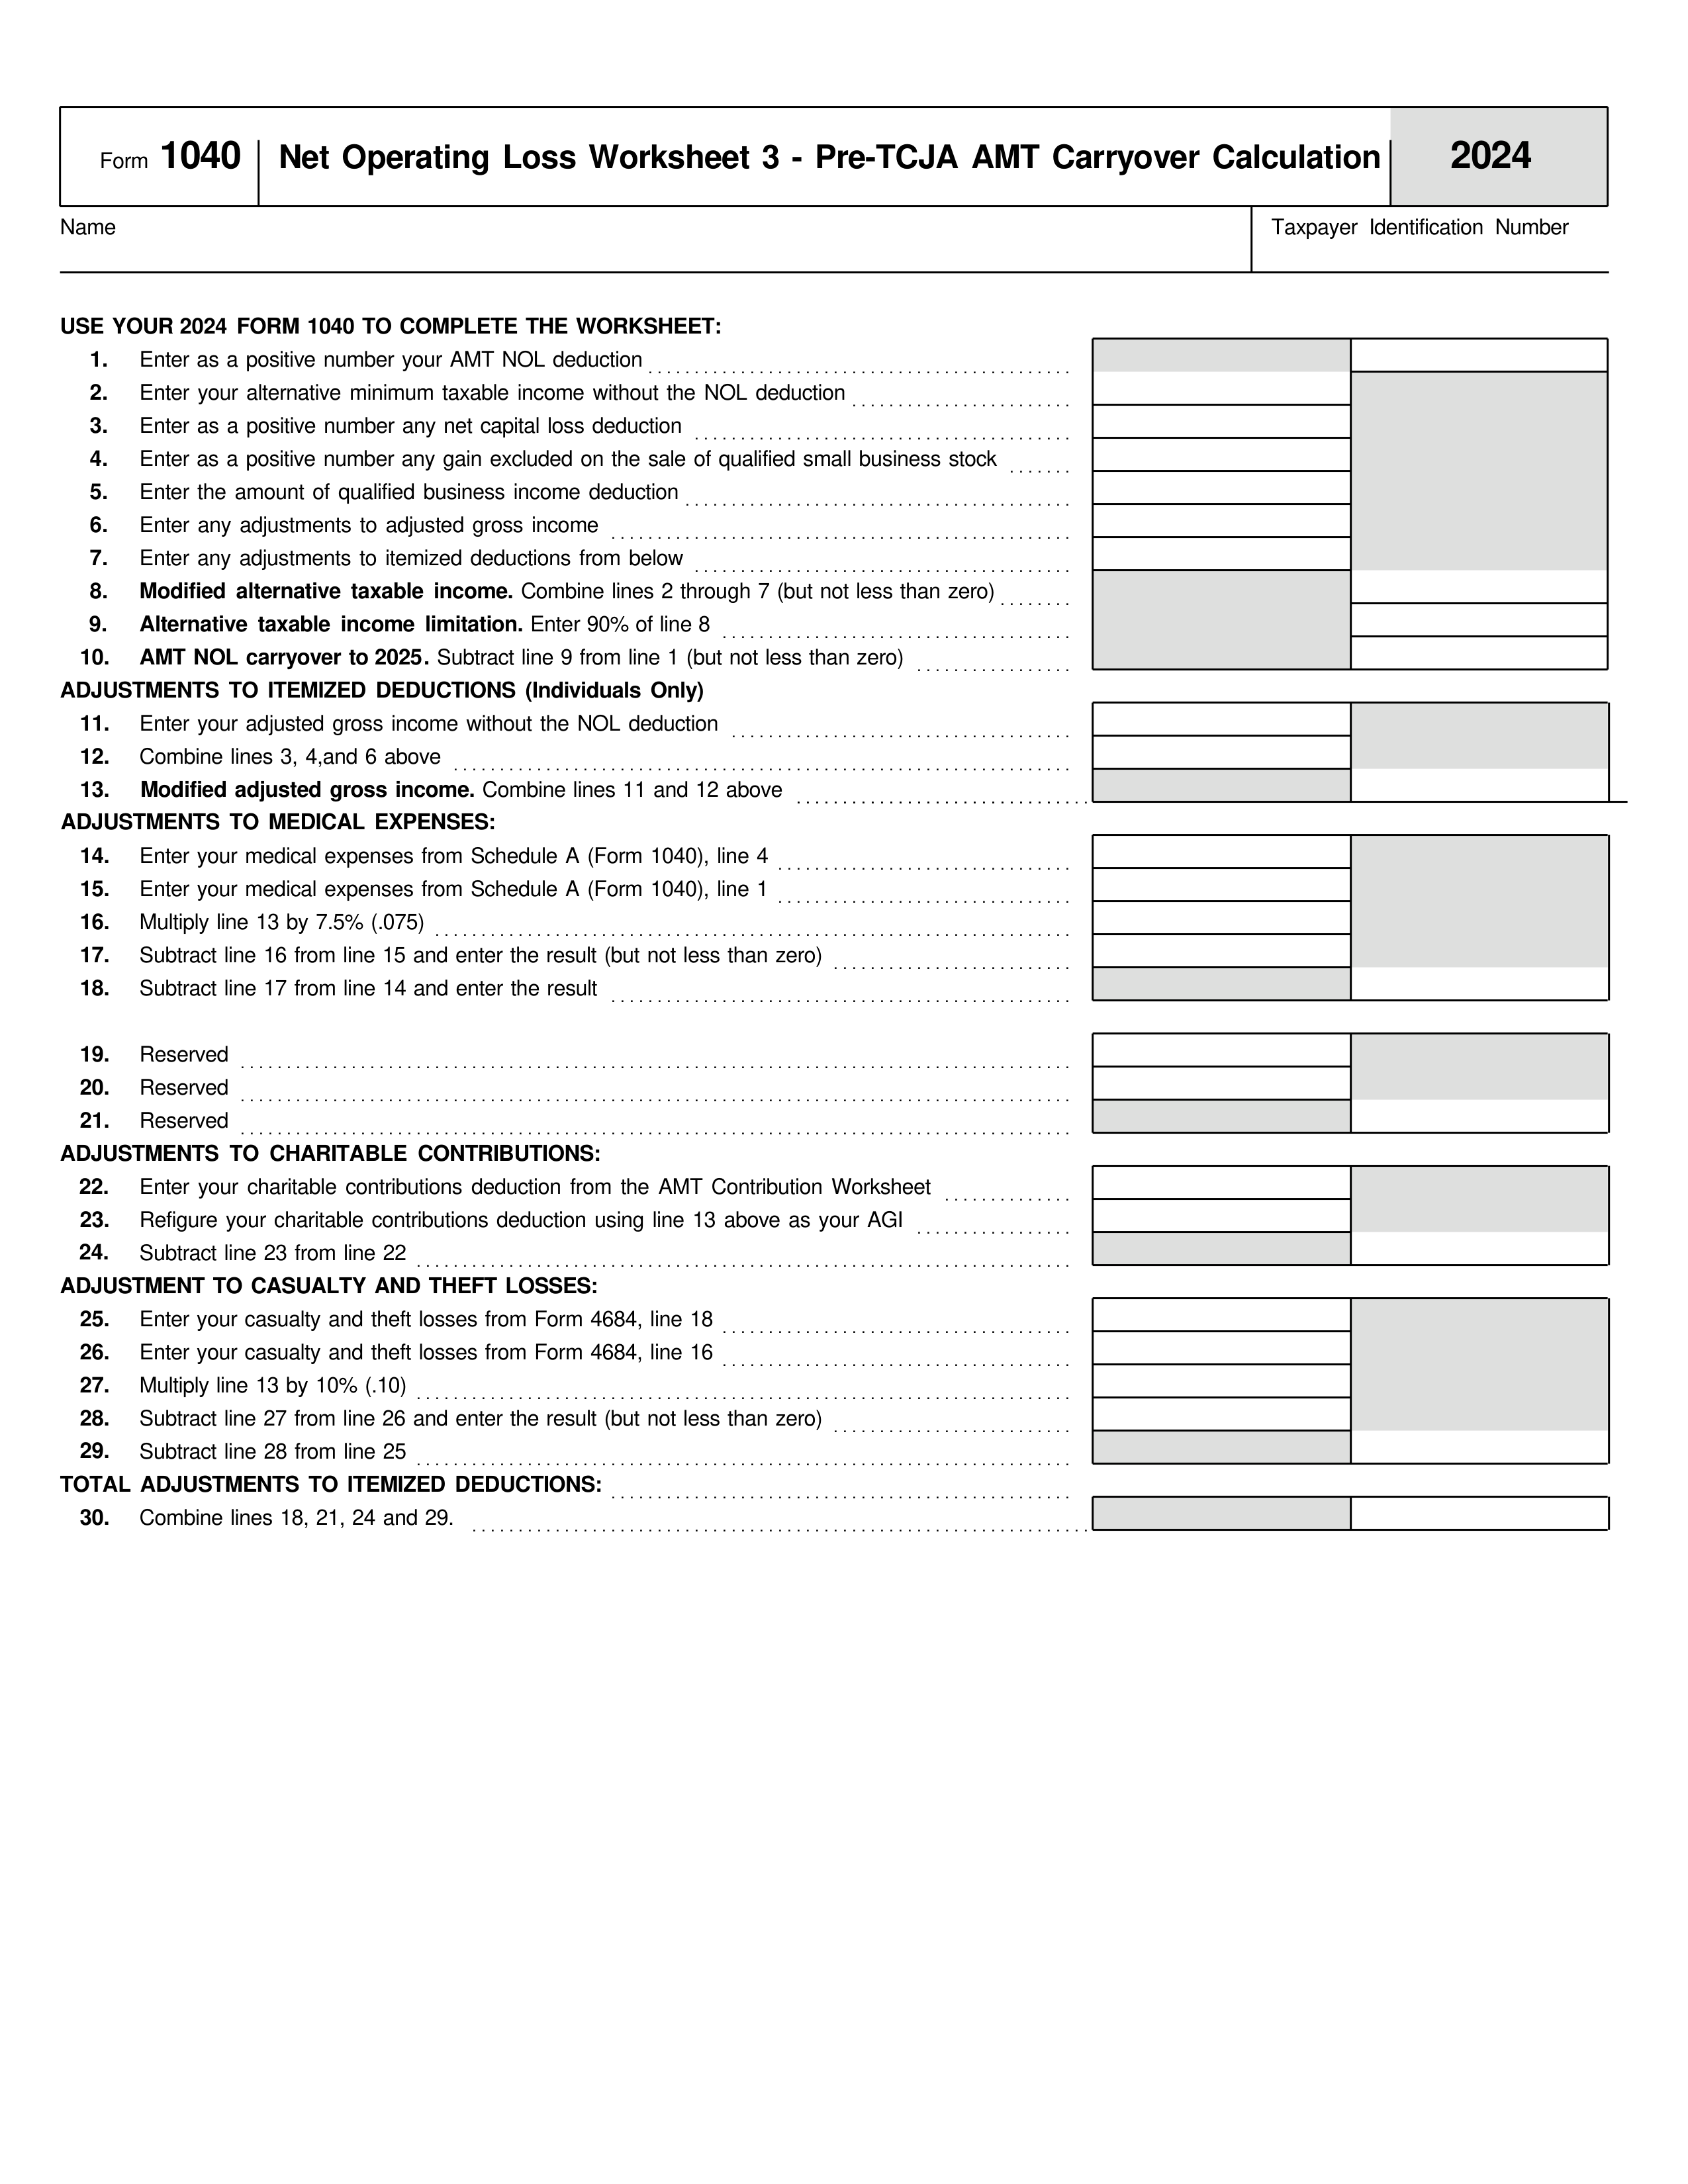 Form 1040 Net Operating Loss Worksheet 3 - Pre-TCJA AMT Carryover Calculation 2024
Name Taxpayer Identification Number
USE YOUR 2024 FORM 1040 TO COMPLETE THE WORKSHEET:
1. Enter as a positive number your AMT NOL deduction
2. Enter your alternative minimum taxable income without the NOL deduction
3. Enter as a positive number any net capital loss deduction
4. Enter as a positive number any gain excluded on the sale of qualified small business stock
5. Enter the amount of qualified business income deduction
6. Enter any adjustments to adjusted gross income
7. Enter any adjustments to itemized deductions from below
8. Modified alternative taxable income. Combine lines 2 through 7 (but not less than zero)
9. Alternative taxable income limitation. Enter 90% of line 8
10. AMT NOL carryover to 2025. Subtract line 9 from line 1 (but not less than zero)
ADJUSTMENTS TO ITEMIZED DEDUCTIONS (Individuals Only)
11. Enter your adjusted gross income without the NOL deduction
12. Combine lines 3, 4,and 6 above
13. Modified adjusted gross income. Combine lines 11 and 12 above
ADJUSTMENTS TO MEDICAL EXPENSES:
14. Enter your medical expenses from Schedule A (Form 1040), line 4
15. Enter your medical expenses from Schedule A (Form 1040), line 1
16. Multiply line 13 by 7.5% (.075)
17. Subtract line 16 from line 15 and enter the result (but not less than zero)
18. Subtract line 17 from line 14 and enter the result
19. Reserved
20. Reserved
21. Reserved
ADJUSTMENTS TO CHARITABLE CONTRIBUTIONS:
22. Enter your charitable contributions deduction from the AMT Contribution Worksheet
23. Refigure your charitable contributions deduction using line 13 above as your AGI
24. Subtract line 23 from line 22
ADJUSTMENT TO CASUALTY AND THEFT LOSSES:
25. Enter your casualty and theft losses from Form 4684, line 18
26. Enter your casualty and theft losses from Form 4684, line 16
27. Multiply line 13 by 10% (.10)
28. Subtract line 27 from line 26 and enter the result (but not less than zero)
29. Subtract line 28 from line 25
TOTAL ADJUSTMENTS TO ITEMIZED DEDUCTIONS:
30. Combine lines 18, 21, 24 and 29.